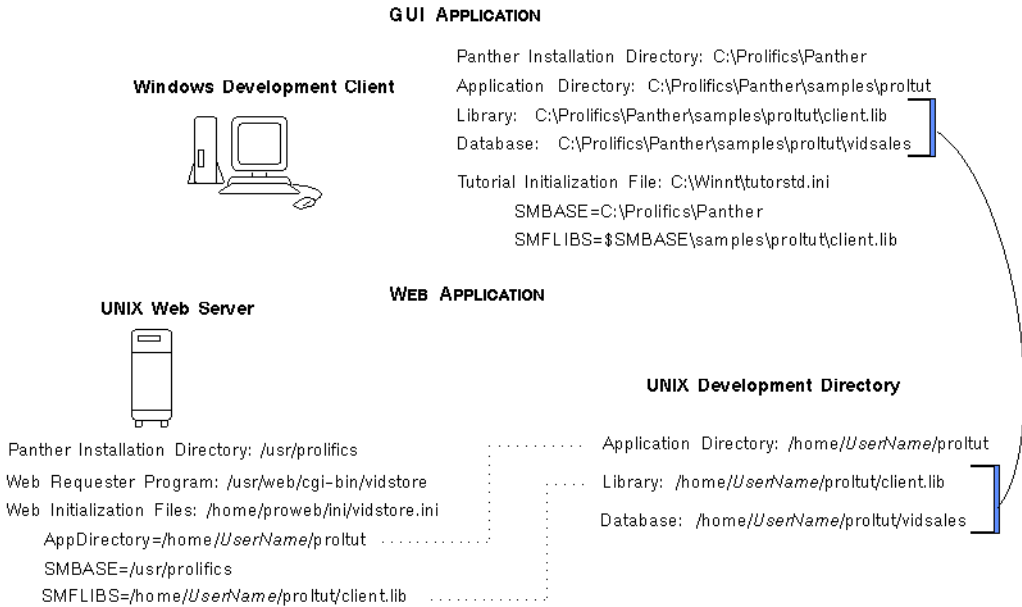 GUI APPLICATION
Panther Installation Directory: C:\Prolifics\Panther
Windows Development Client
Application Directory: C:\Prolifics\Panther\samples\proltut
Library: C:\Prolifics\Panther\samples\proltut\client.lib
Database: C:\Prolifics\Panther\samples\proltut\vidsales
Tutorial Initialization File: C:\Winnt\tutorstd.ini
SMBASE=C:\Prolifics\Panther
SMFLIBS=$SMBASE\samples\proltut\client.lib
WEB APPLICATION
UNIX Web Server
Panther Installation Directory: /usr/prolifics
Web Requester Program: /usr/web/cgi-bin/vidstore
Web Initialization Files: /home/proweb/ini/vidstore.ini
AppDirectory=/home/UserName/proltut
SMBASE=/usr/prolifics
SMFLIBS=/home/UserName/proltut/client.lib
UNIX Development Directory
Application Directory: /home/UserName/proltut
Library: /home/UserName/proltut/client.lib
Database: /home/UserName/proltut/vidsales